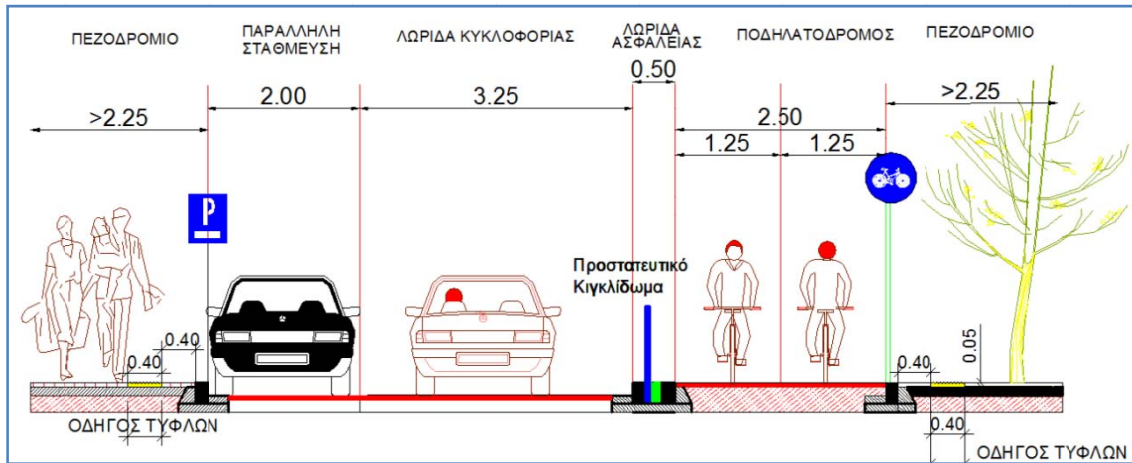 ΠΕΖΟΔΡΟΜΙΟ
ΠΑΡΑΛΛΗΛΗ
ΣΤΑΘΜΕΥΣΗ
ΛΩΡΙΔΑ ΚΥΚΛΟΦΟΡΙΑΣ
ΛΩΡΙΔΑ
ΑΣΦΑΛΕΙΑΣ
ΠΟΔΗΛΑΤΟΔΡΟΜΟΣ
ΠΕΖΟΔΡΟΜΙΟ
>2.25
2.00
3.25
0.50
2.50
1.25
1.25
>2.25
P
Προστατευτικό
Κιγκλίδωμα
0.40
0.40
0.40
0.05
0.40
ΟΔΗΓΟΣ ΤΥΦΛΩΝ
ΟΔΗΓΟΣ ΤΥΦΛΩΝ